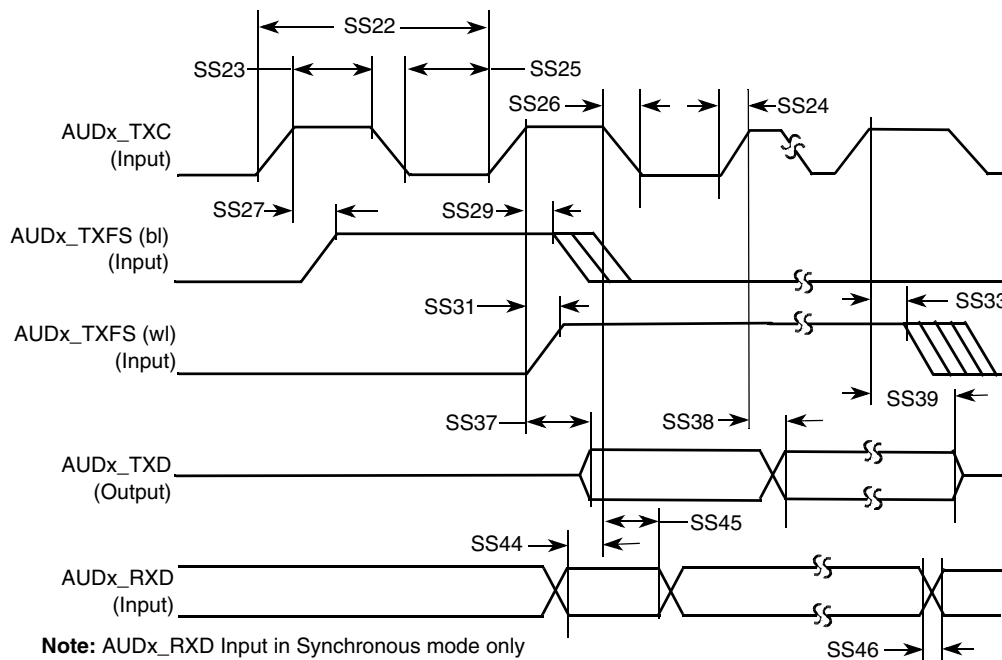 SS22
SS23
SS25
SS26
SS24
AUDx_TXC
(Input)
SS27
SS29
AUDx_TXFS (bl)
(Input)
SS31
SS33
AUDx_TXFS (wl)
(Input)
SS39
SS37
SS38
AUDx_TXD
(Output)
SS45
SS44
AUDx_RXD
(Input)
Note: AUDx_RXD Input in Synchronous mode only
SS46